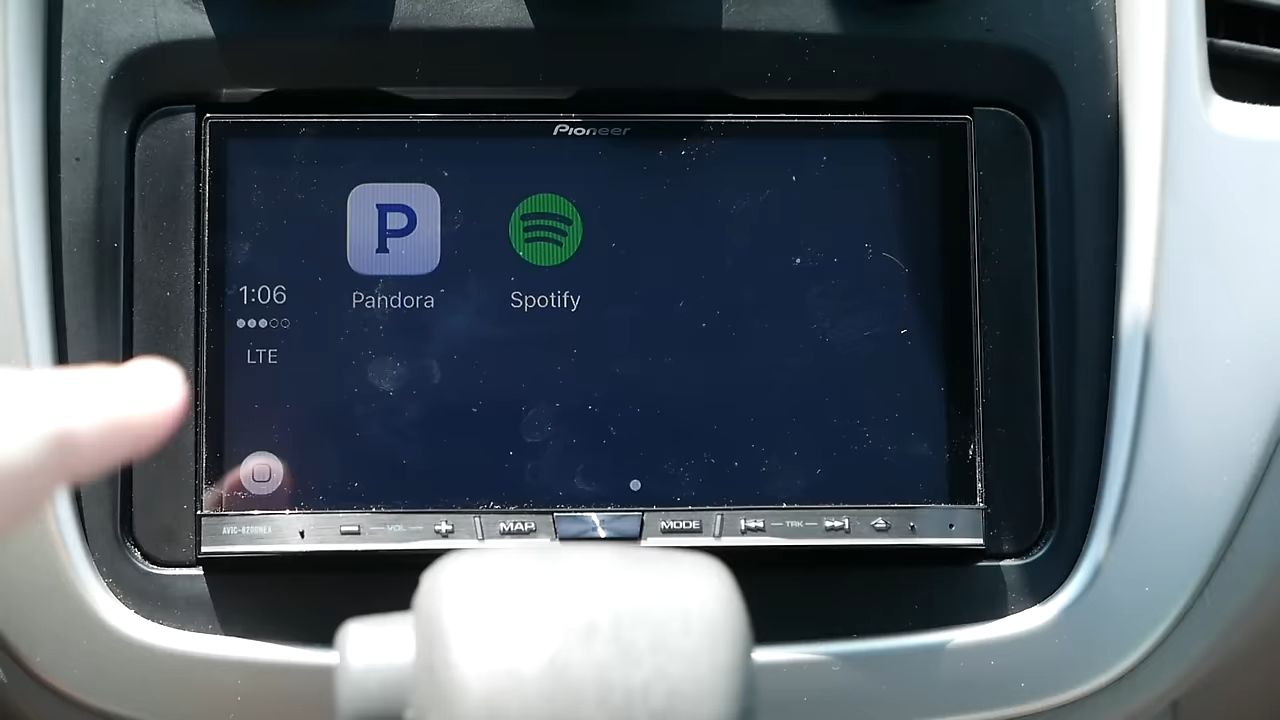 Pioneer
P
Pandora
Spotify
1:06
LTE
AVIC-8200NEX
VOL
MAP
MODE
TRK